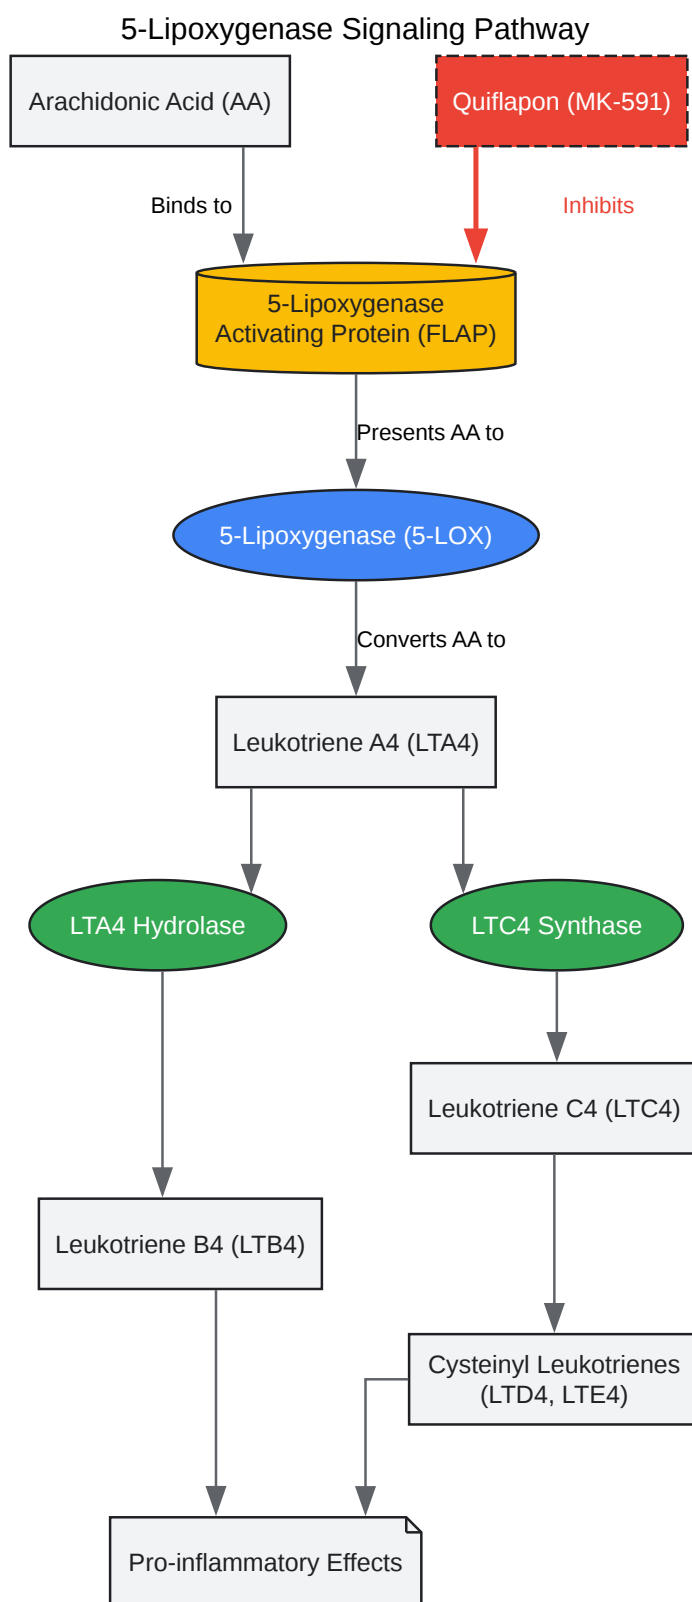 5-Lipoxygenase Signaling Pathway
Arachidonic Acid (AA)
Quiflapon (MK-591)
Binds to
Inhibits
5-Lipoxygenase
Activating Protein (FLAP)
Presents AA to
5-Lipoxygenase (5-LOX)
Converts AA to
Leukotriene A4 (LTA4)
LTA4 Hydrolase
LTC4 Synthase
Leukotriene C4 (LTC4)
Leukotriene B4 (LTB4)
Cysteinyl Leukotrienes
(LTD4, LTE4)
Pro-inflammatory Effects